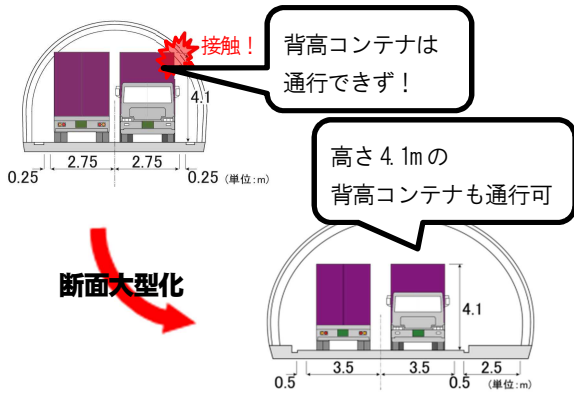 接触！
背高コンテナは
通行できず！
4.1
2.75 2.75
0.25 0.25 (単位:m)
高さ4.1mの
背高コンテナも通行可
断面大型化
4.1
3.5 3.5 2.5
0.5 0.5 (単位:m)